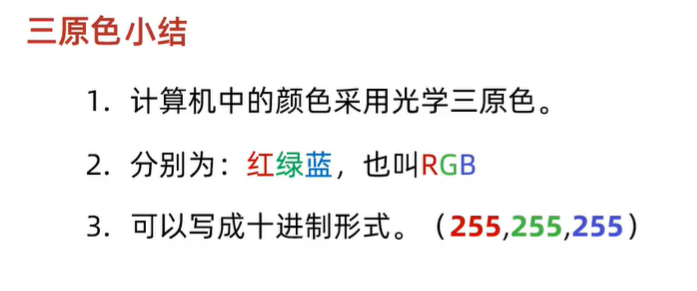 三原色小结
1. 计算机中的颜色采用光学三原色。
2. 分别为：红绿蓝，也叫RGB
3. 可以写成十进制形式。（255,255,255）